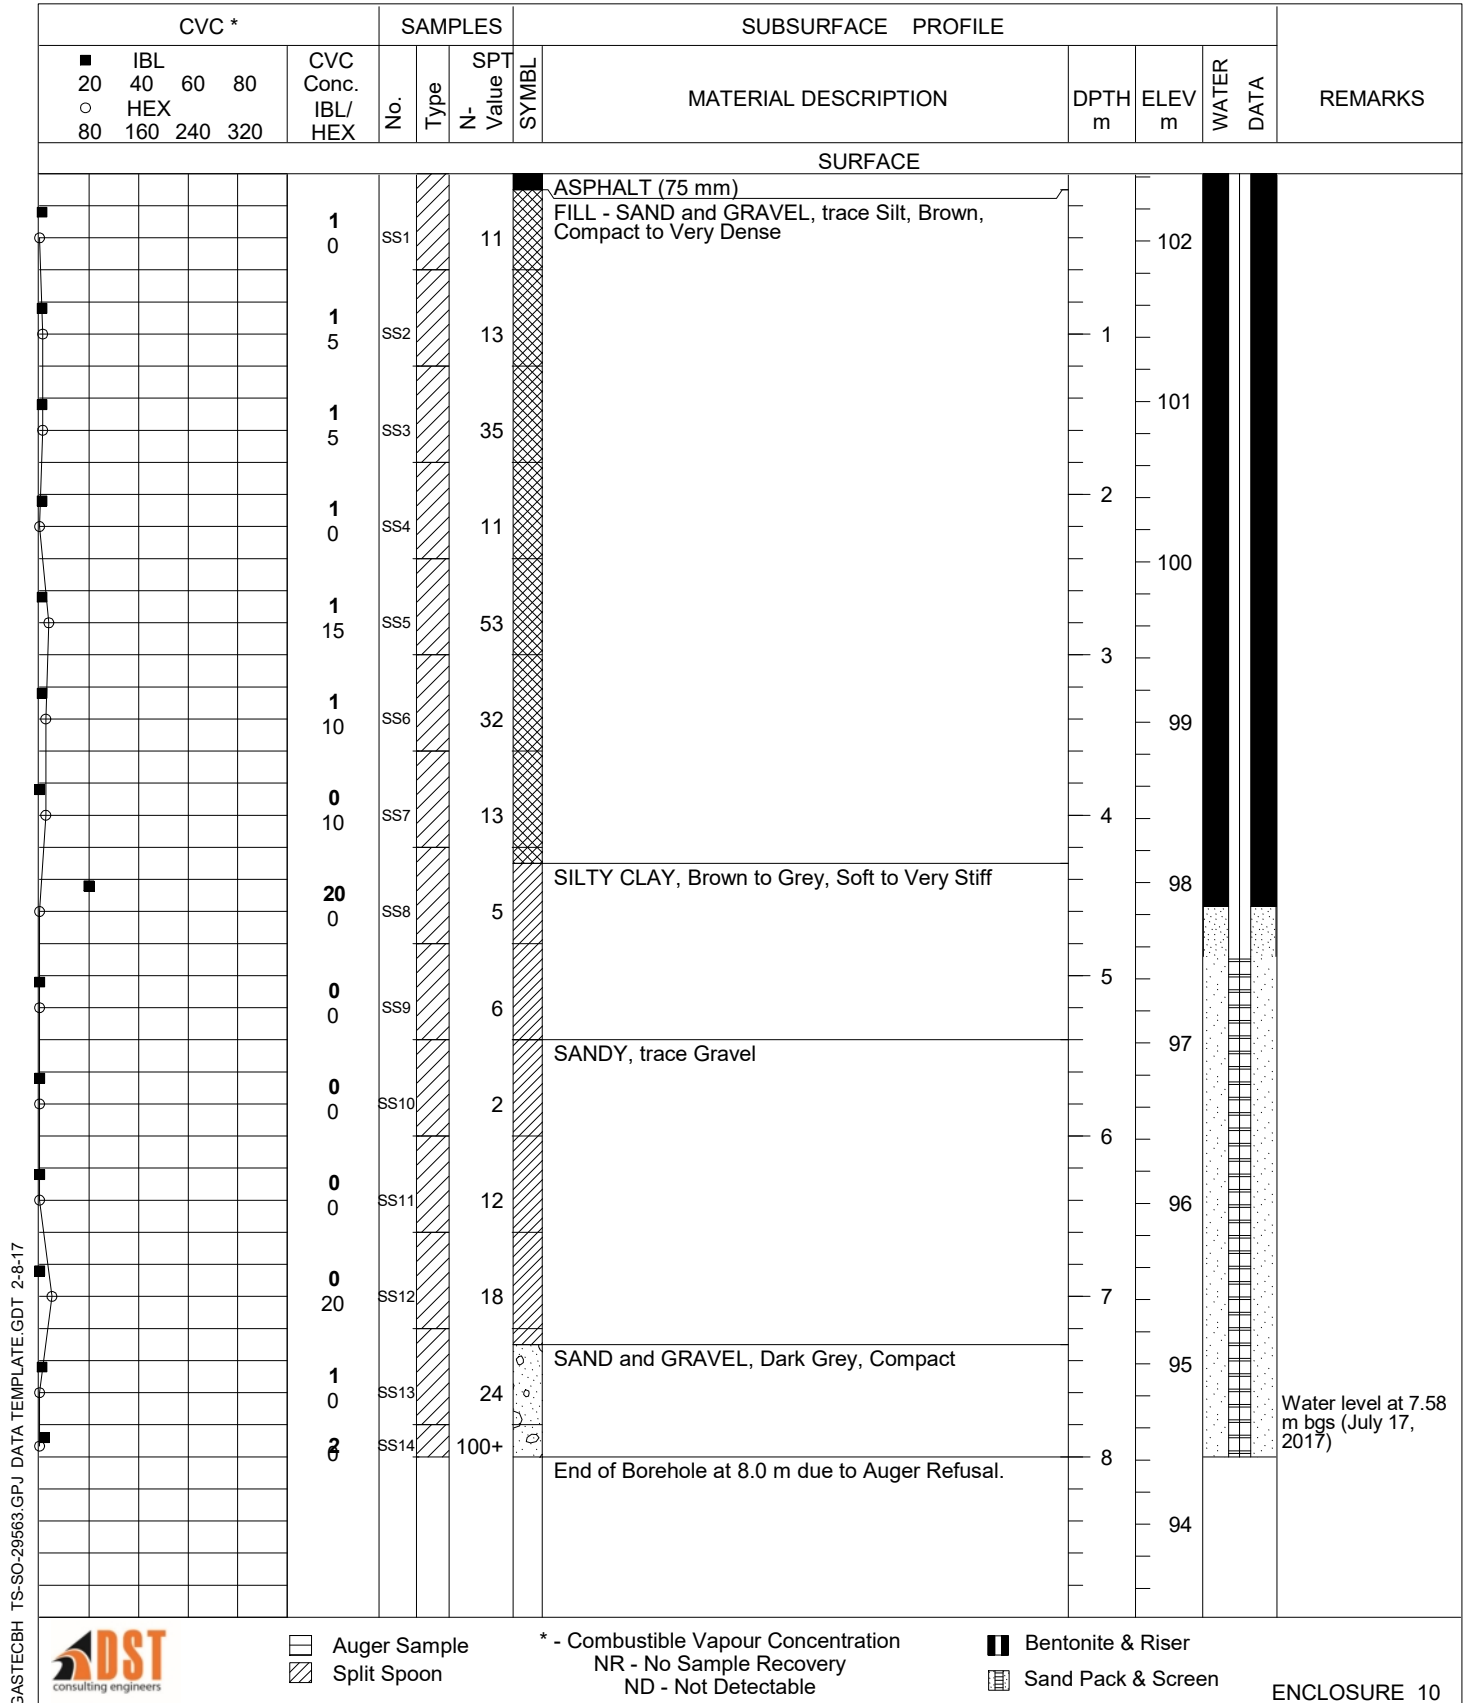 CVC *
SAMPLES
SUBSURFACE PROFILE
IBL
20 40 60 80
HEX
80 160 240 320
CVC
Conc.
IBL/
HEX
No.
Type
SPT
N-
Value
SYMBL
MATERIAL DESCRIPTION
DPTH
m
ELEV
m
WATER
DATA
REMARKS
SURFACE
ASPHALT (75 mm)
FILL - SAND and GRAVEL, trace Silt, Brown,
Compact to Very Dense
1
0
SS1
11
102
1
5
SS2
13
1
1
5
SS3
35
101
1
0
SS4
11
2
100
1
15
SS5
53
3
1
10
SS6
32
99
0
10
SS7
13
4
SILTY CLAY, Brown to Grey, Soft to Very Stiff
20
0
SS8
5
98
0
0
SS9
6
5
SANDY, trace Gravel
97
0
0
SS10
2
6
0
0
SS11
12
96
0
20
SS12
18
7
SAND and GRAVEL, Dark Grey, Compact
1
0
SS13
24
95
Water level at 7.58
m bgs (July 17,
2017)
2
0
SS14
100+
8
End of Borehole at 8.0 m due to Auger Refusal.
94
GASTECBH TS-SO-29563.GPJ DATA TEMPLATE.GDT 2-8-17
DST
consulting engineers
Auger Sample
Split Spoon
* - Combustible Vapour Concentration
NR - No Sample Recovery
ND - Not Detectable
Bentonite & Riser
Sand Pack & Screen
ENCLOSURE 10